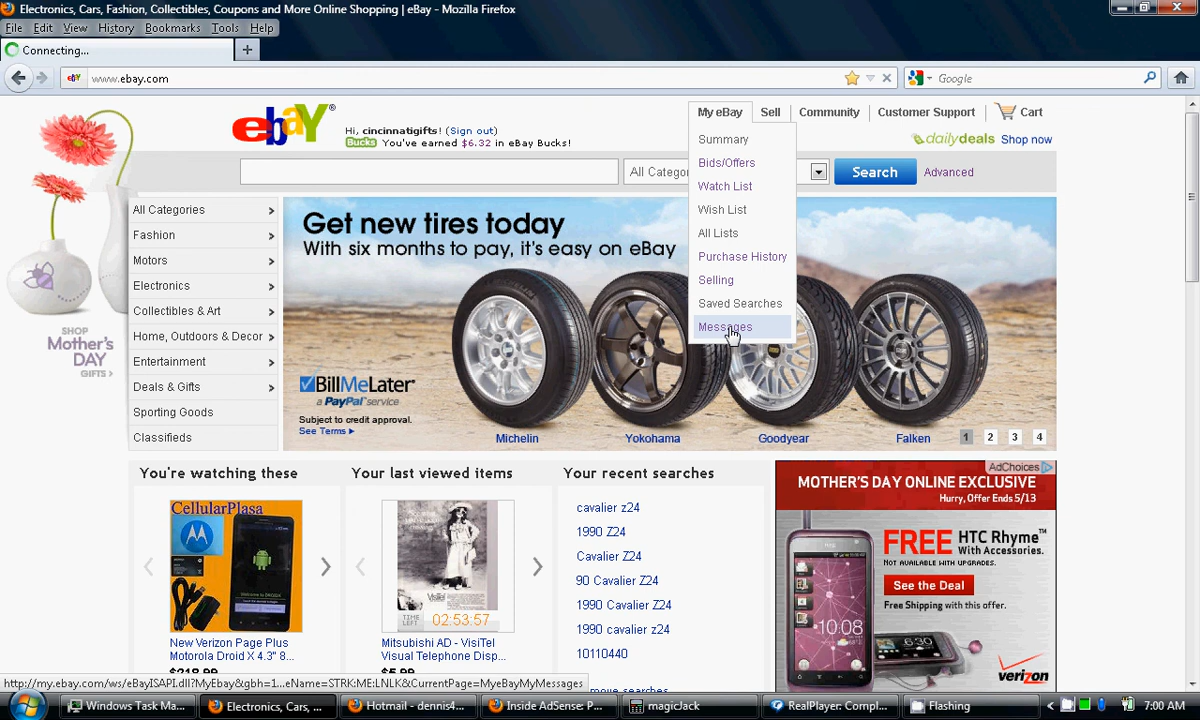 Electronics, Cars, Fashion, Collectibles, Coupons and More Online Shopping | eBay - Mozilla Firefox
File Edit View History Bookmarks Tools Help
Connecting...
www.ebay.com
Google
ebay®
Hi, cincinnatigifts! (Sign out)
Bucks You've earned $6.32 in eBay Bucks!
My eBay Sell Community Customer Support Cart
dailydeals Shop now
All Catego
Search Advanced
Summary
Bids/Offers
Watch List
Wish List
All Lists
Purchase History
Selling
Saved Searches
Messages
SHOP
Mother's
DAY
GIFTS >
All Categories
Fashion
Motors
Electronics
Collectibles & Art
Home, Outdoors & Decor
Entertainment
Deals & Gifts
Sporting Goods
Classifieds
Get new tires today
With six months to pay, it's easy on eBay
BillMeLater®
a PayPal service
Subject to credit approval.
See Terms
Michelin Yokohama Goodyear Falken
1 2 3 4
You're watching these
CellularPlasa
New Verizon Page Plus
Motorola Droid X 4.3" 8...
Your last viewed items
VisiTel
TIME LEFT 02:53:57
Mitsubishi AD - VisiTel
Visual Telephone Disp...
Your recent searches
cavalier z24
1990 Z24
Cavalier Z24
90 Cavalier Z24
1990 Cavalier Z24
1990 cavalier z24
10110440
AdChoices
MOTHER'S DAY ONLINE EXCLUSIVE
Hurry, Offer Ends 5/13
FREE HTC Rhyme™
With Accessories.
NOT AVAILABLE WITH UPGRADES.
See the Deal
Free Shipping with this offer.
10:08
verizon
http://my.ebay.com/ws/eBayISAPI.dll?MyEbay&gbh=1...eName=STRK:ME:LNLK&CurrentPage=MyeBayMyMessages
Windows Task Ma...
Electronics, Cars, ...
Hotmail - dennis4...
Inside AdSense: P...
magicJack
RealPlayer: Compl...
Flashing
7:00 AM